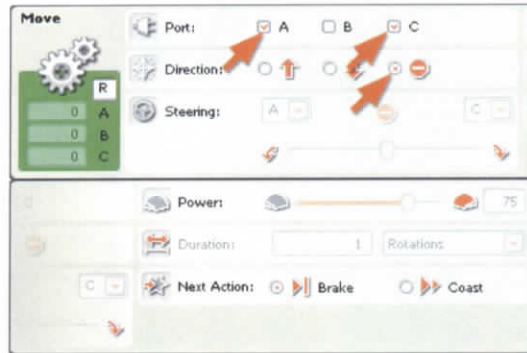 Move
Port: A B C
R
Direction:
0 A
Steering: A C
0 B
0 C
Power: 75
Duration: 1 Rotations
C
Next Action: Brake Coast